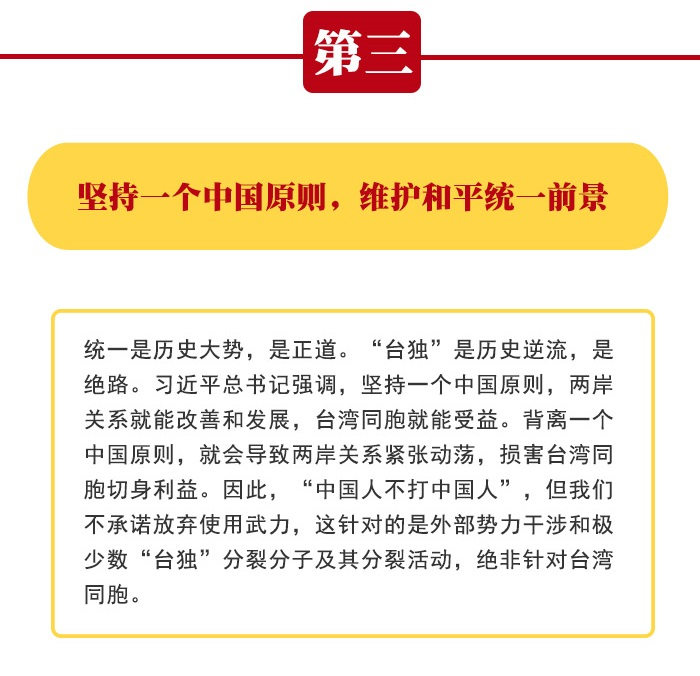 第三
坚持一个中国原则，维护和平统一前景
统一是历史大势，是正道。“台独”是历史逆流，是
绝路。习近平总书记强调，坚持一个中国原则，两岸
关系就能改善和发展，台湾同胞就能受益。背离一个
中国原则，就会导致两岸关系紧张动荡，损害台湾同
胞切身利益。因此，“中国人不打中国人”，但我们
不承诺放弃使用武力，这针对的是外部势力干涉和极
少数“台独”分裂分子及其分裂活动，绝非针对台湾
同胞。